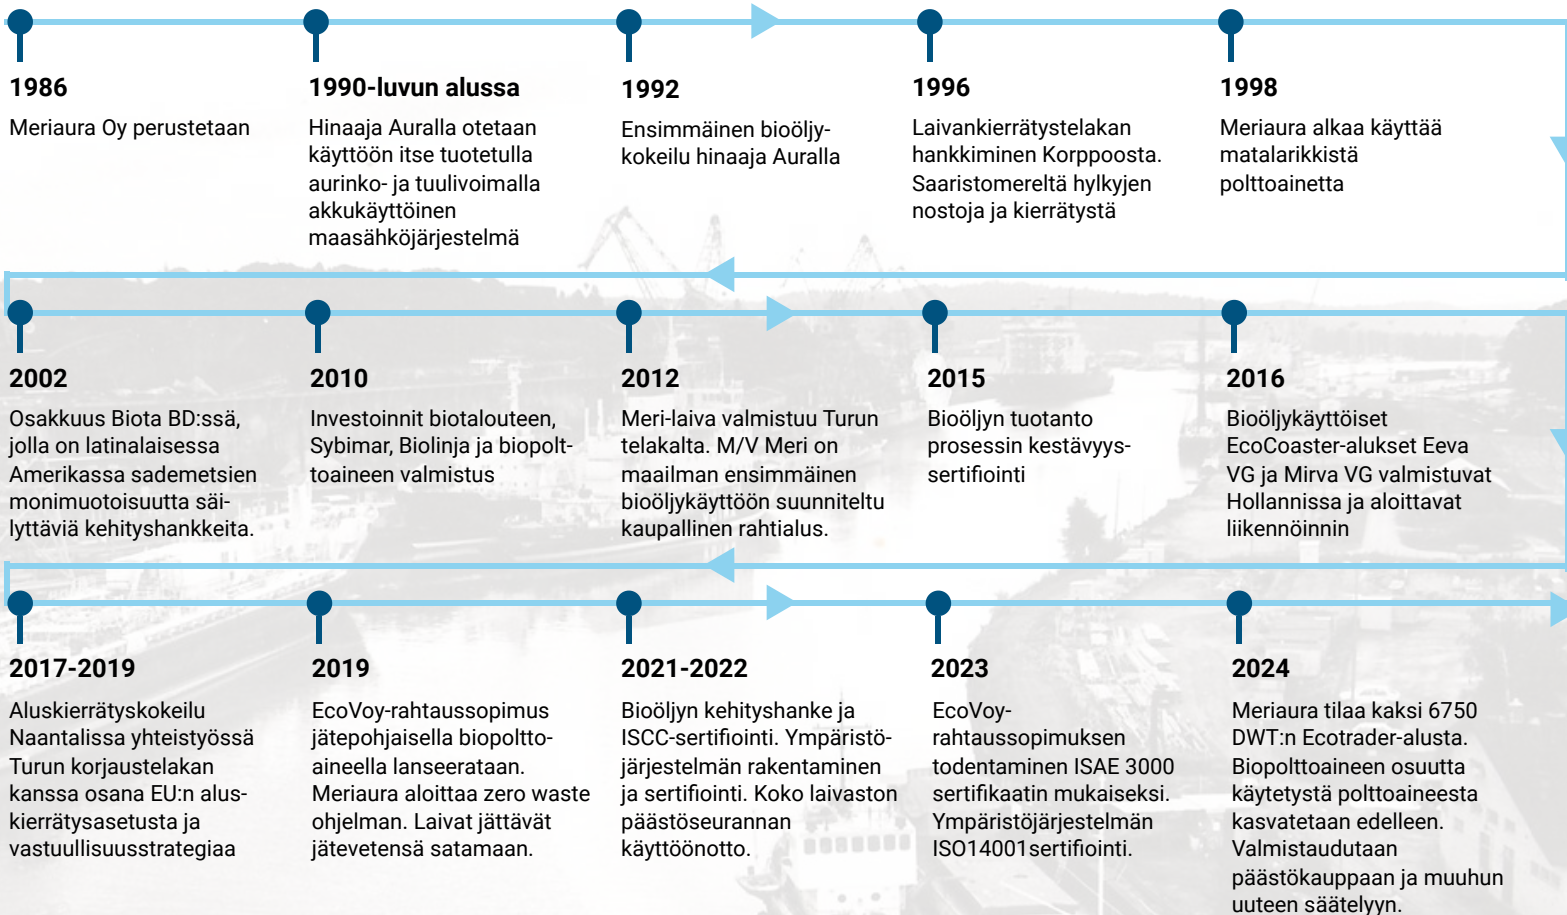 1986
Meriaura Oy perustetaan
1990-luvun alussa
Hinaaja Auralla otetaan
käyttöön itse tuotetulla
aurinko- ja tuulivoimalla
akkukäyttöinen
maasähköjärjestelmä
1992
Ensimmäinen bioöljy-
kokeilu hinaaja Auralla
1996
Laivankierrätystelakan
hankkiminen Korppoosta.
Saaristomereltä hylkyjen
nostoja ja kierrätystä
1998
Meriaura alkaa käyttää
matalarikkistä
polttoainetta
2002
Osakkuus Biota BD:ssä,
jolla on latinalaisessa
Amerikassa sademetsien
monimuotoisuutta säi-
lyttäviä kehityshankkeita.
2010
Investoinnit biotalouteen,
Sybimar, Biolinja ja biopolt-
toaineen valmistus
2012
Meri-laiva valmistuu Turun
telakalta. M/V Meri on
maailman ensimmäinen
bioöljykäyttöön suunniteltu
kaupallinen rahtialus.
2015
Bioöljyn tuotanto
prosessin kestävyys-
sertifiointi
2016
Bioöljykäyttöiset
EcoCoaster-alukset Eeva
VG ja Mirva VG valmistuvat
Hollannissa ja aloittavat
liikennöinnin
2017-2019
Aluskierrätyskokeilu
Naantalissa yhteistyössä
Turun korjaustelakan
kanssa osana EU:n alus-
kierrätysasetusta ja
vastuullisuusstrategiaa
2019
EcoVoy-rahtaussopimus
jätepohjaisella biopoltto-
aineella lanseerataan.
Meriaura aloittaa zero waste
ohjelman. Laivat jättävät
jätevetensä satamaan.
2021-2022
Bioöljyn kehityshanke ja
ISCC-sertifiointi. Ympäristö-
järjestelmän rakentaminen
ja sertifiointi. Koko laivaston
päästöseurannan
käyttöönotto.
2023
EcoVoy-
rahtaussopimuksen
todentaminen ISAE 3000
sertifikaatin mukaiseksi.
Ympäristöjärjestelmän
ISO14001sertifiointi.
2024
Meriaura tilaa kaksi 6750
DWT:n Ecotrader-alusta.
Biopolttoaineen osuutta
käytetystä polttoaineesta
kasvatetaan edelleen.
Valmistaudutaan
päästökauppaan ja muuhun
uuteen säätelyyn.